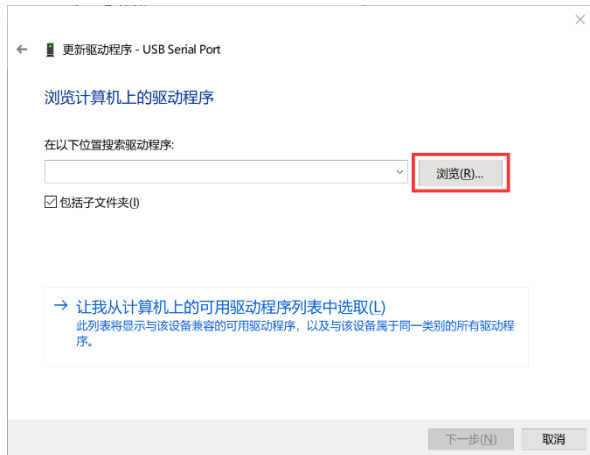 更新驱动程序 - USB Serial Port
浏览计算机上的驱动程序
在以下位置搜索驱动程序:
浏览(R)...
包括子文件夹(I)
让我从计算机上的可用驱动程序列表中选取(L)
此列表将显示与该设备兼容的可用驱动程序，以及与该设备属于同一类别的所有驱动程
序。
下一步(N)
取消